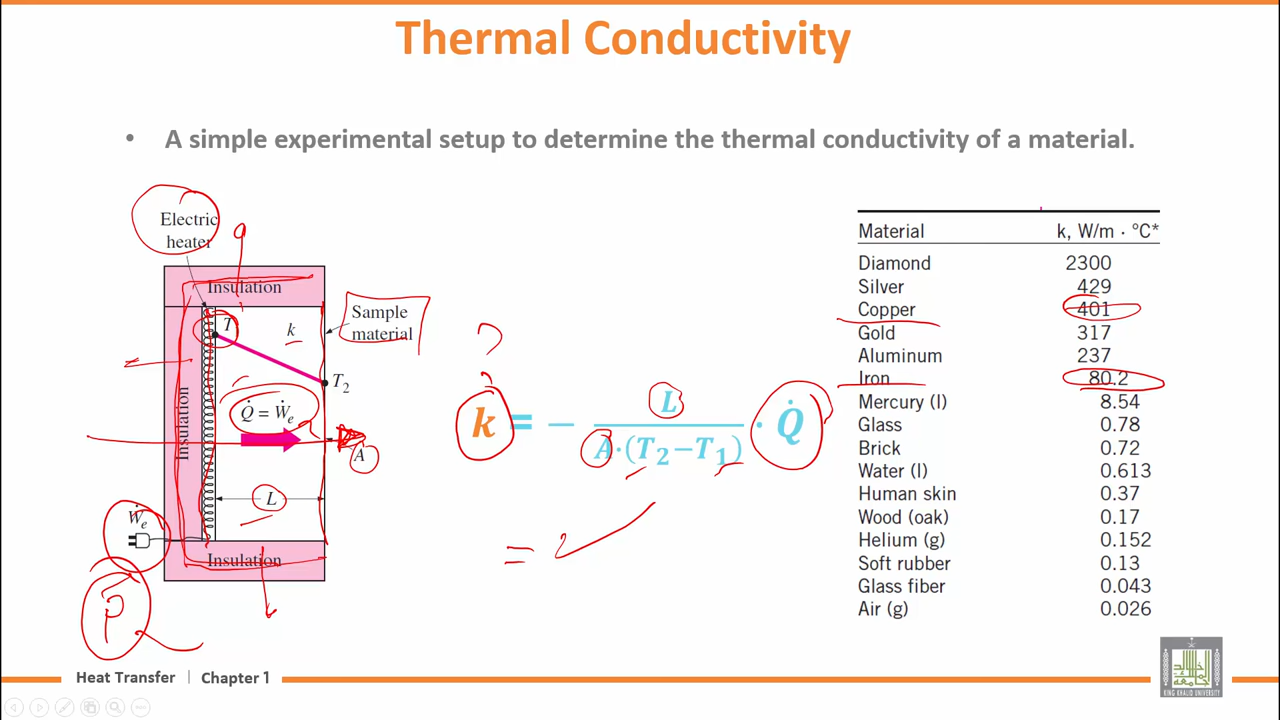 Thermal Conductivity
• A simple experimental setup to determine the thermal conductivity of a material.
Electric
heater
Insulation
Sample
material
T
k
T₂
Insulation
Q̇ = Ẇₑ
A
L
Ẇₑ
Insulation
P
?
k = − L / A·(T₂−T₁) · Q̇
=
Material k, W/m · °C*
Diamond 2300
Silver 429
Copper 401
Gold 317
Aluminum 237
Iron 80.2
Mercury (l) 8.54
Glass 0.78
Brick 0.72
Water (l) 0.613
Human skin 0.37
Wood (oak) 0.17
Helium (g) 0.152
Soft rubber 0.13
Glass fiber 0.043
Air (g) 0.026
Heat Transfer | Chapter 1
KING KHALID UNIVERSITY